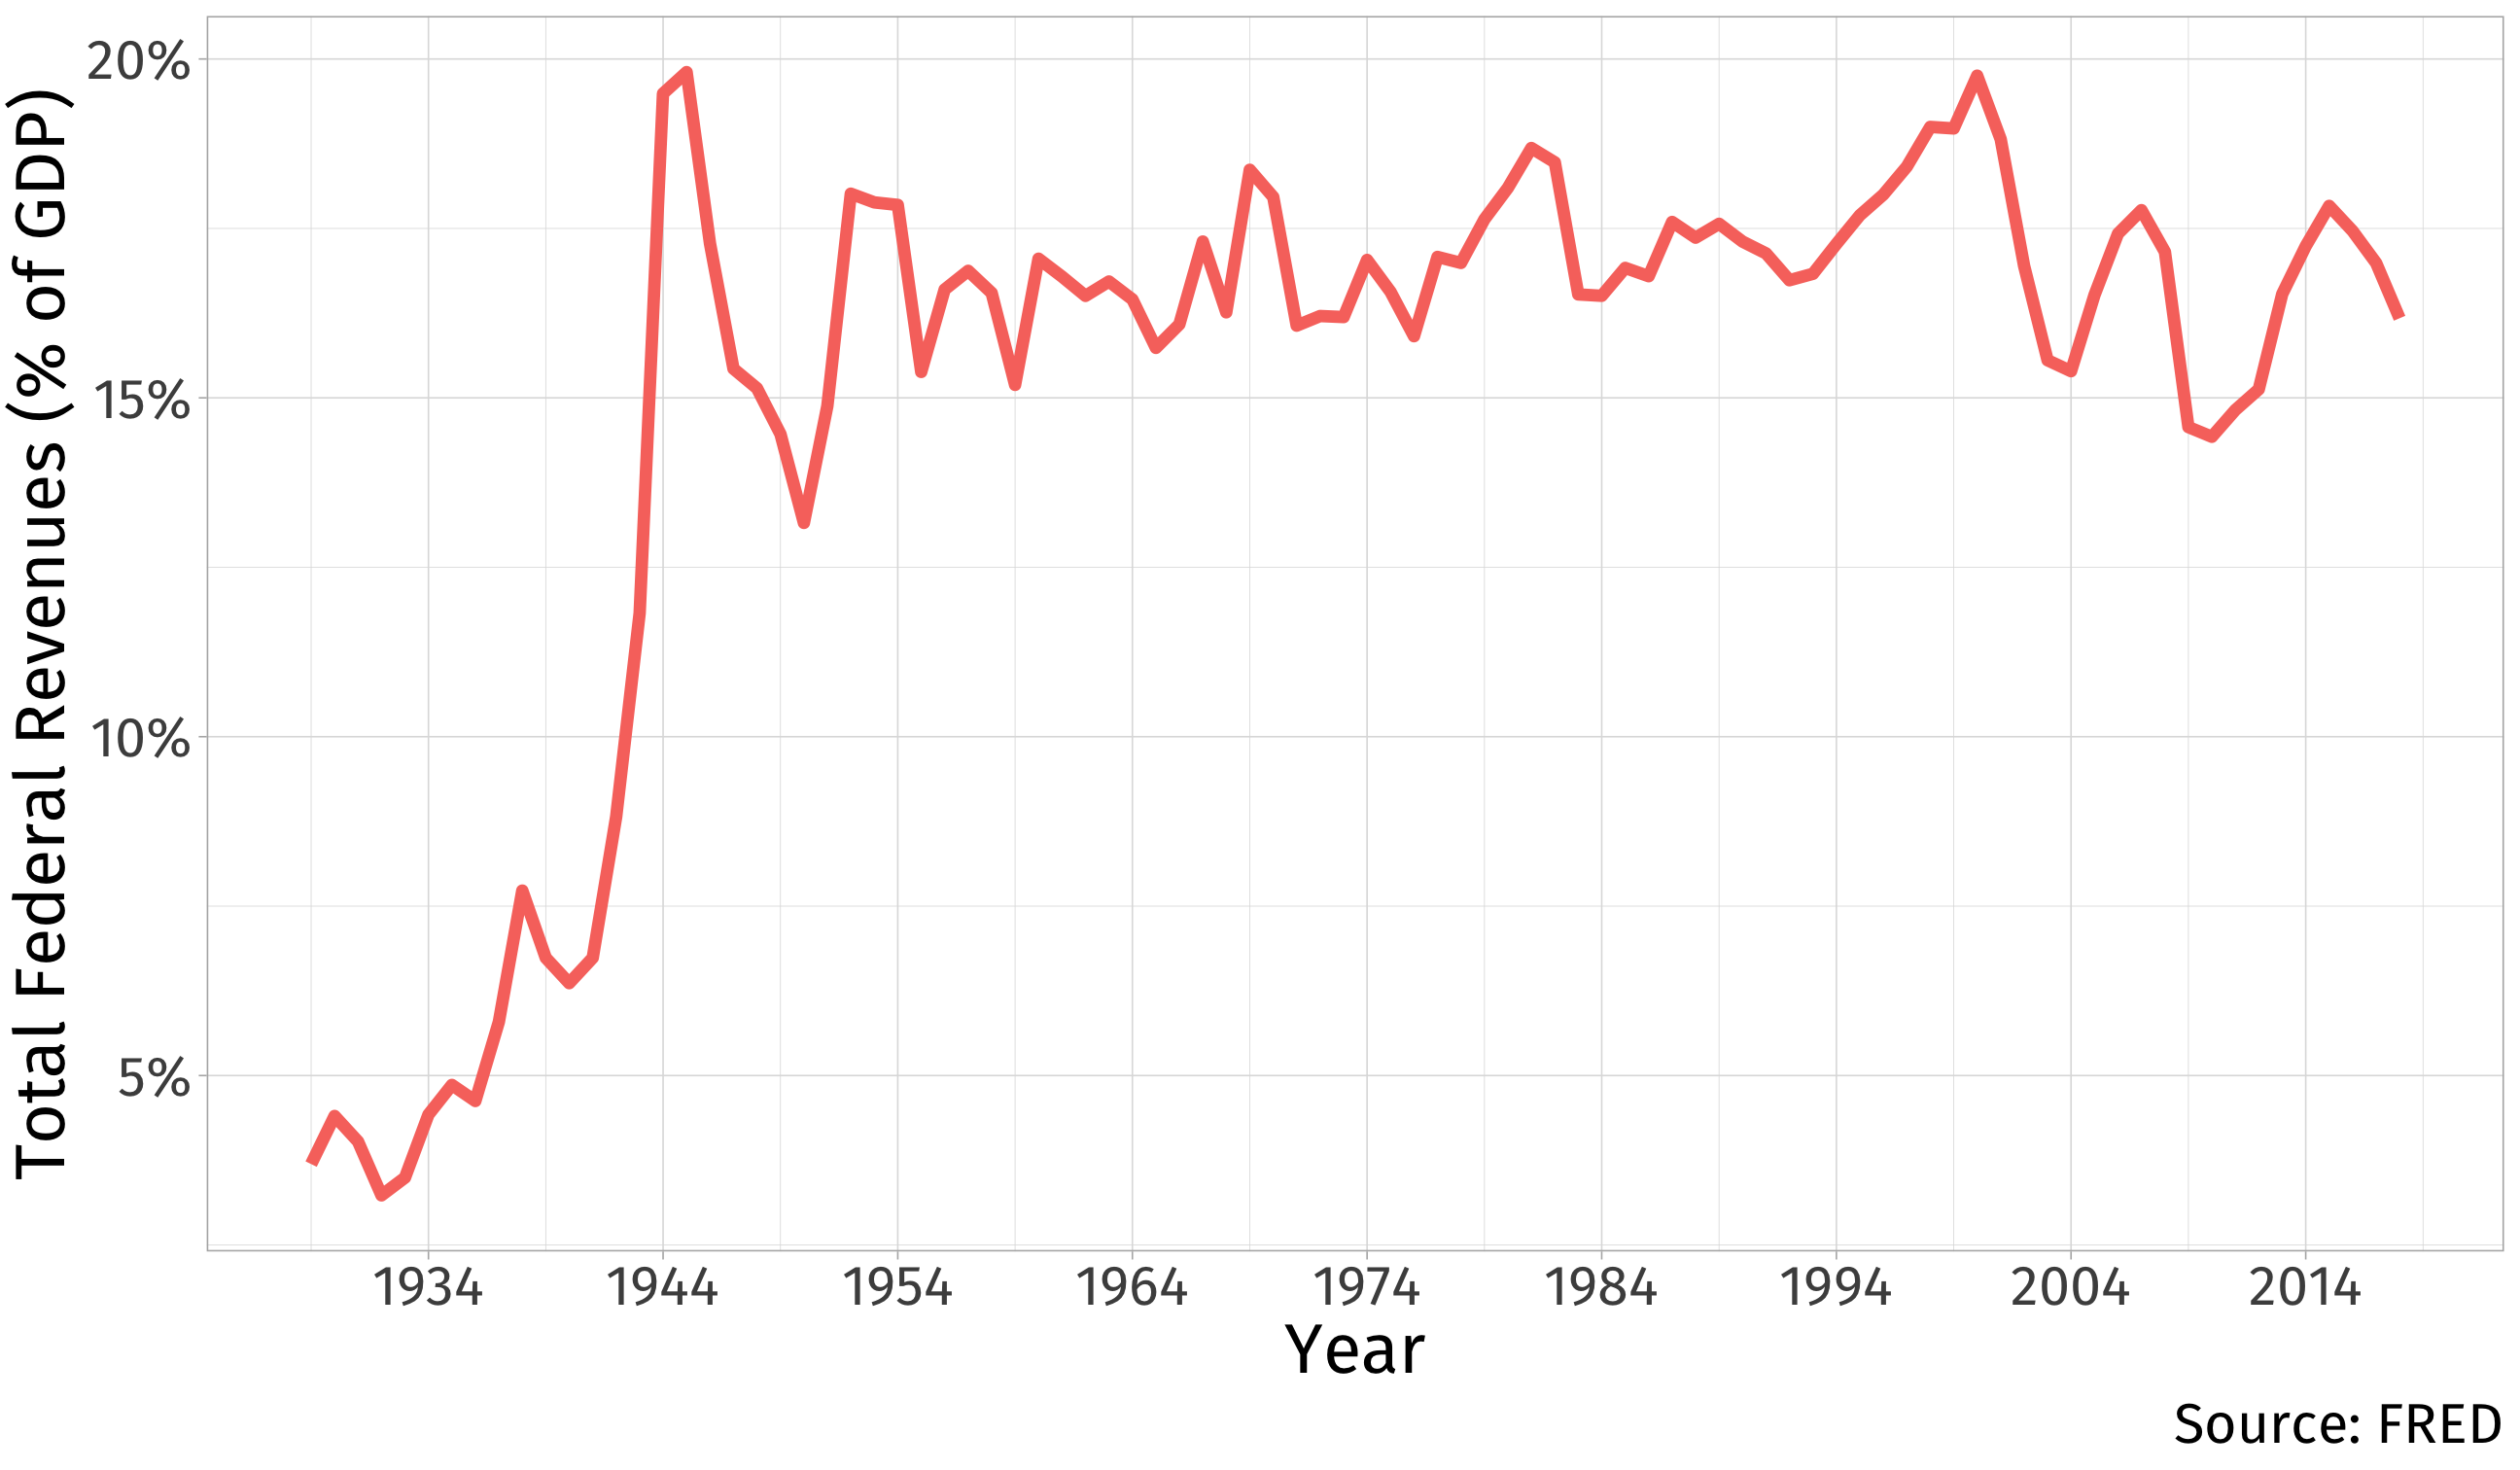 Total Federal Revenues (% of GDP)
20%
15%
10%
5%
1934 1944 1954 1964 1974 1984 1994 2004 2014
Year
Source: FRED